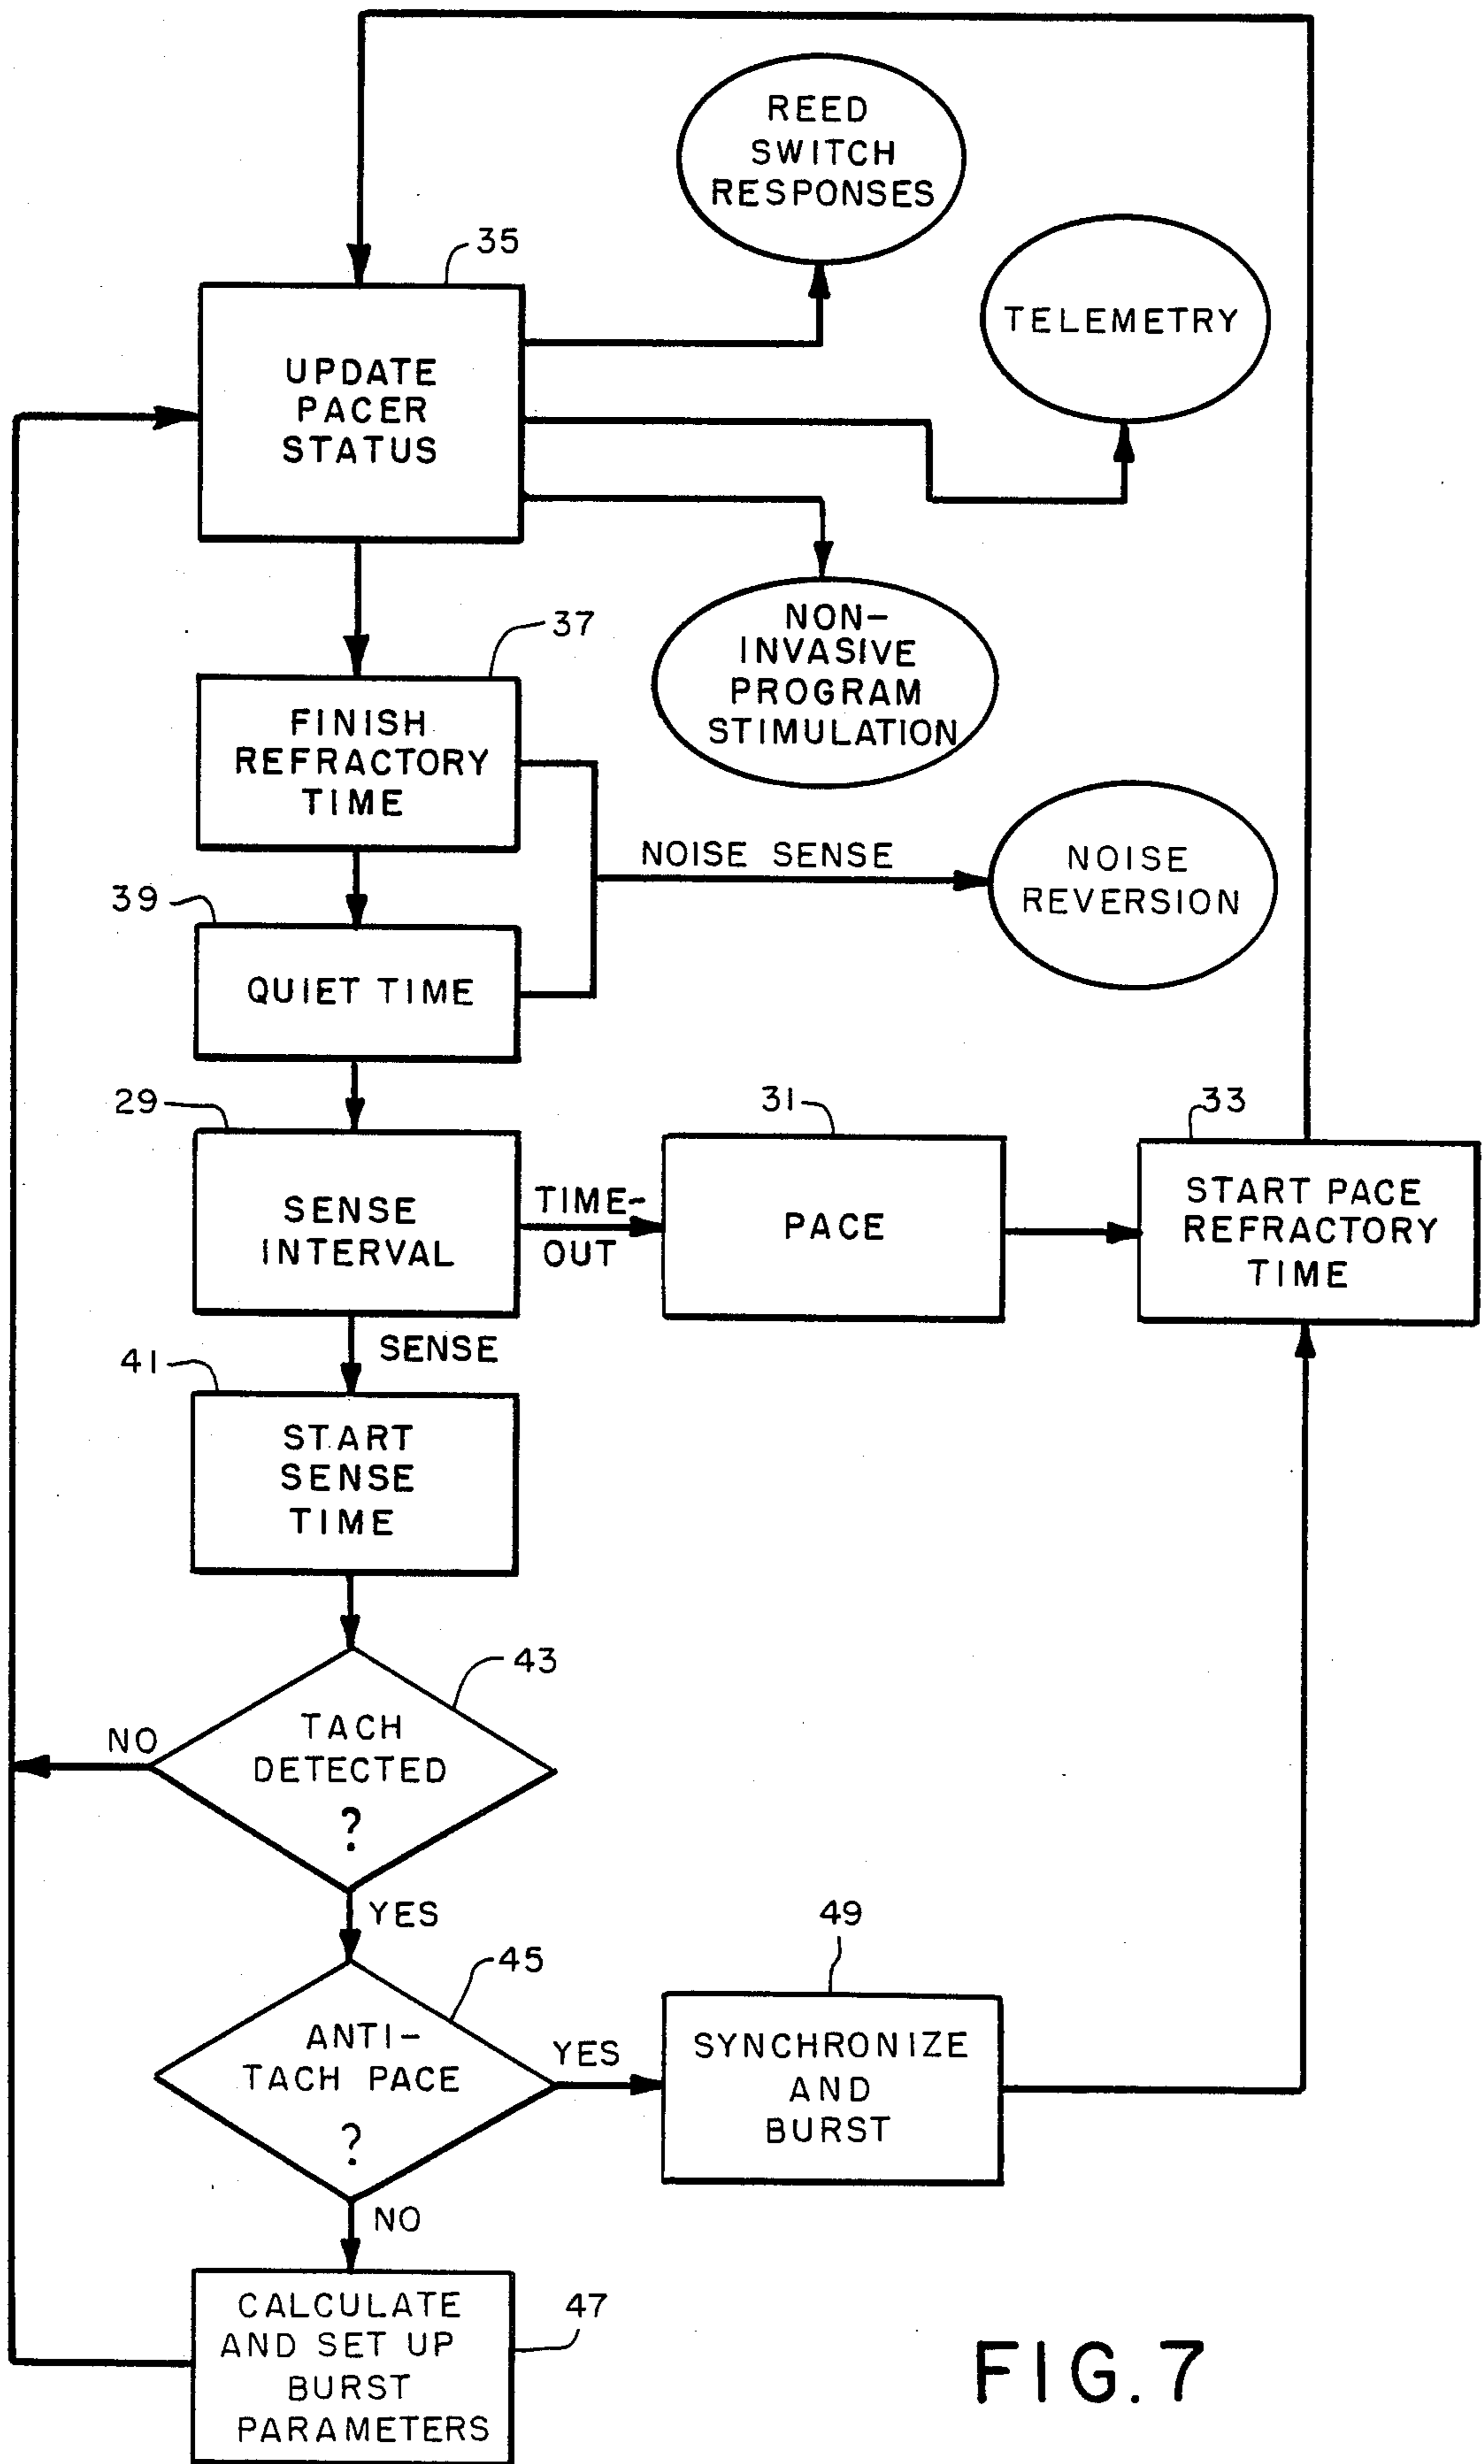 REED
SWITCH
RESPONSES
TELEMETRY
35
UPDATE
PACER
STATUS
NON-
INVASIVE
PROGRAM
STIMULATION
37
FINISH
REFRACTORY
TIME
NOISE SENSE
NOISE
REVERSION
39
QUIET TIME
29
SENSE
INTERVAL
TIME-
OUT
31
PACE
33
START PACE
REFRACTORY
TIME
SENSE
41
START
SENSE
TIME
43
TACH
DETECTED
?
NO
YES
45
ANTI-
TACH PACE
?
YES
49
SYNCHRONIZE
AND
BURST
NO
47
CALCULATE
AND SET UP
BURST
PARAMETERS
FIG. 7